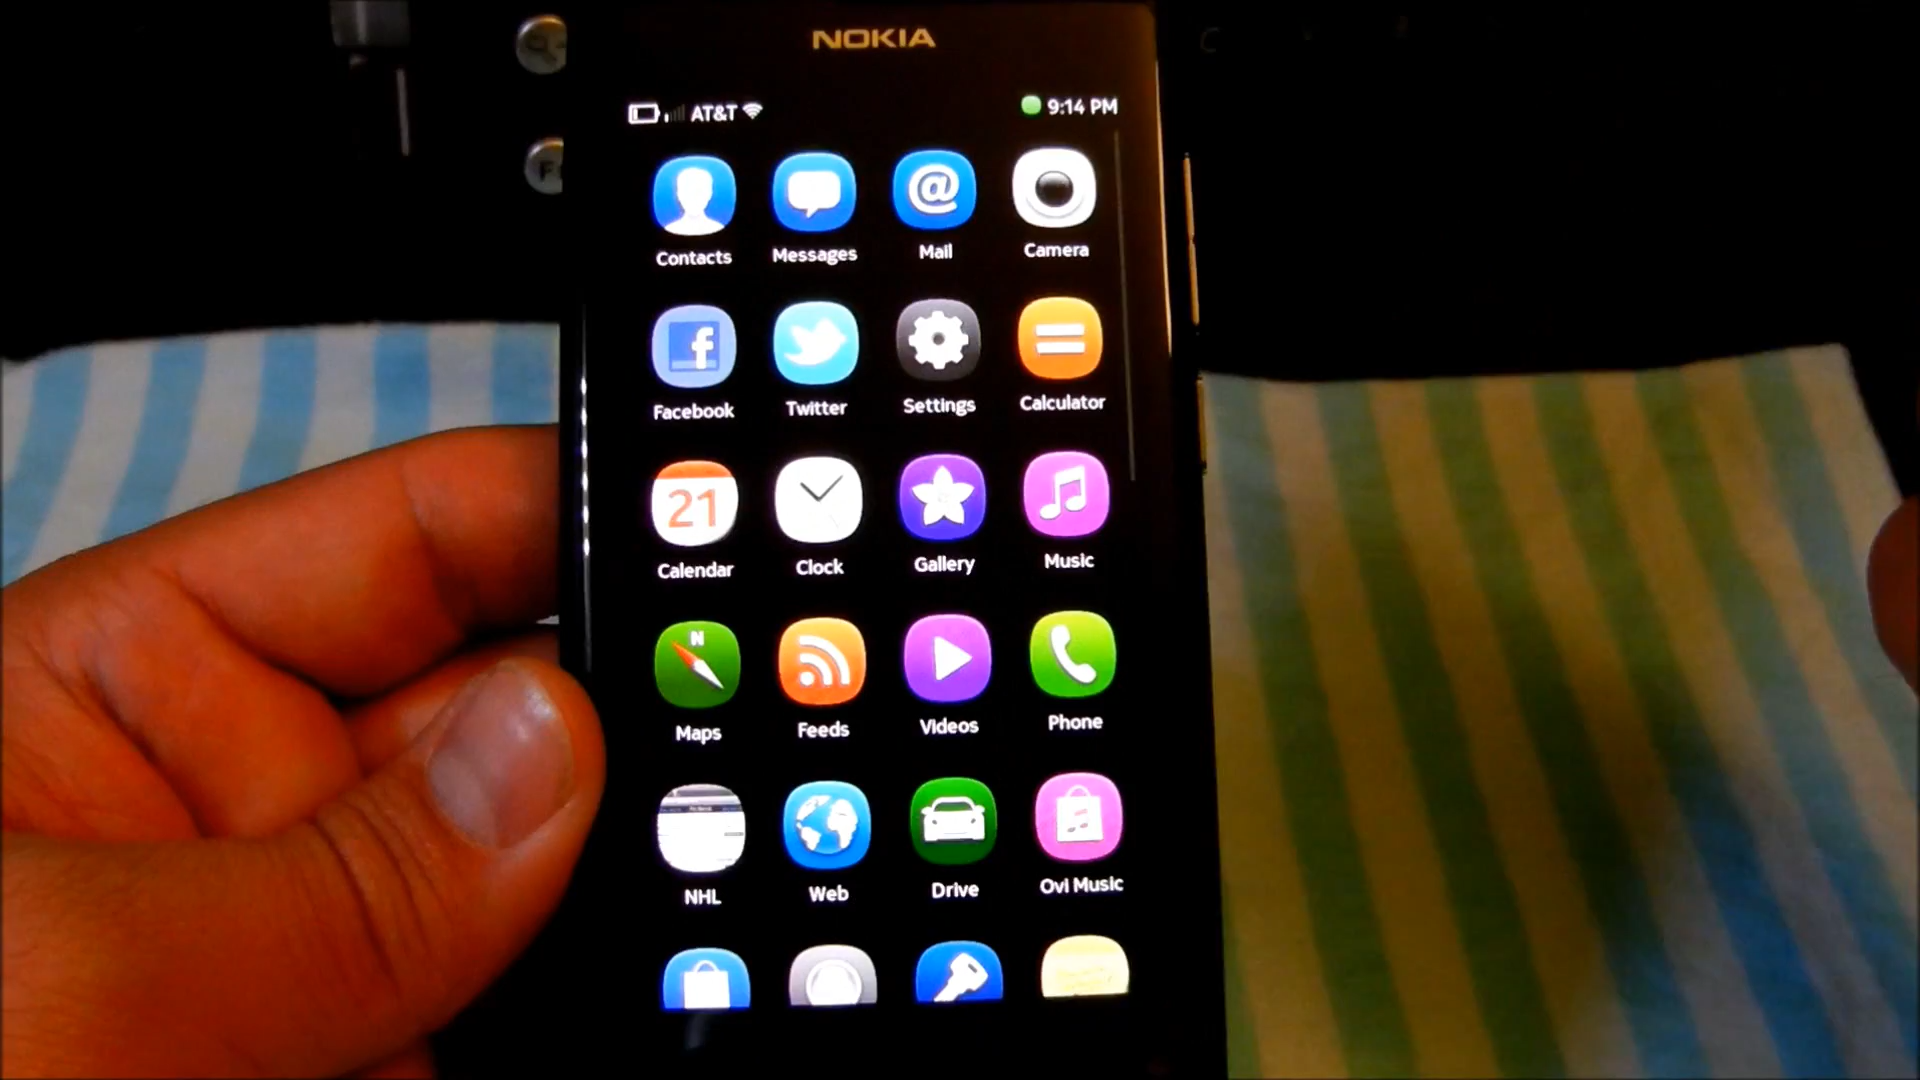 NOKIA
AT&T 9:14 PM
Contacts Messages Mail Camera
Facebook Twitter Settings Calculator
21
Calendar Clock Gallery Music
N
Maps Feeds Videos Phone
NHL Web Drive Ovi Music